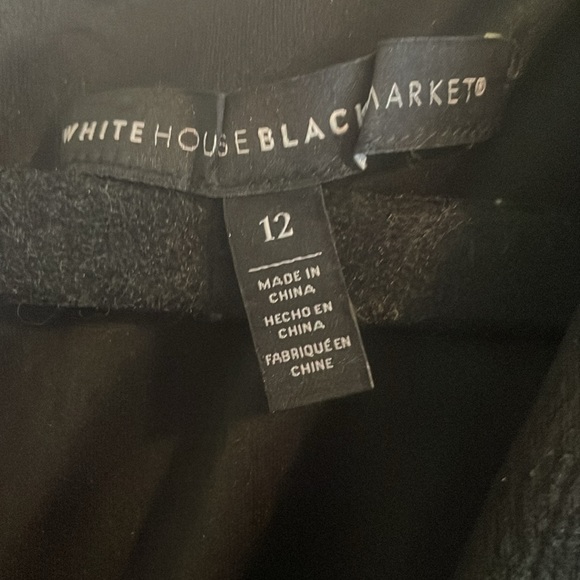 WHITE HOUSE BLACK MARKET®
12
MADE IN
CHINA
HECHO EN
CHINA
FABRIQUÉ EN
CHINE